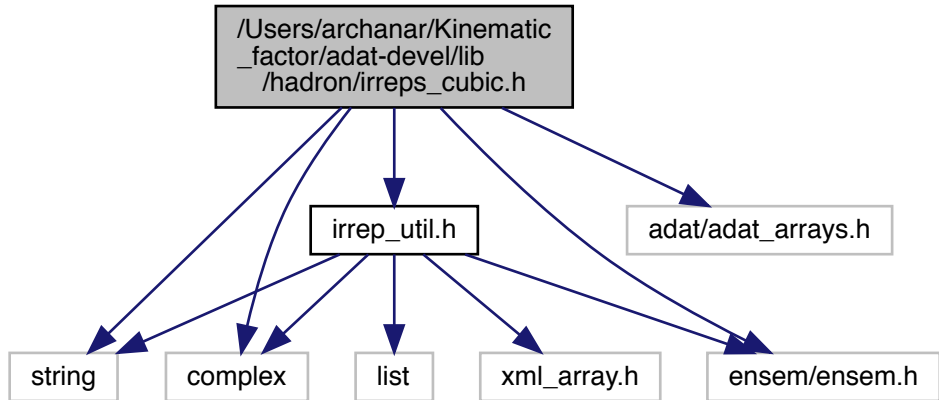 /Users/archanar/Kinematic
_factor/adat-devel/lib
/hadron/irreps_cubic.h
irrep_util.h
adat/adat_arrays.h
string
complex
list
xml_array.h
ensem/ensem.h